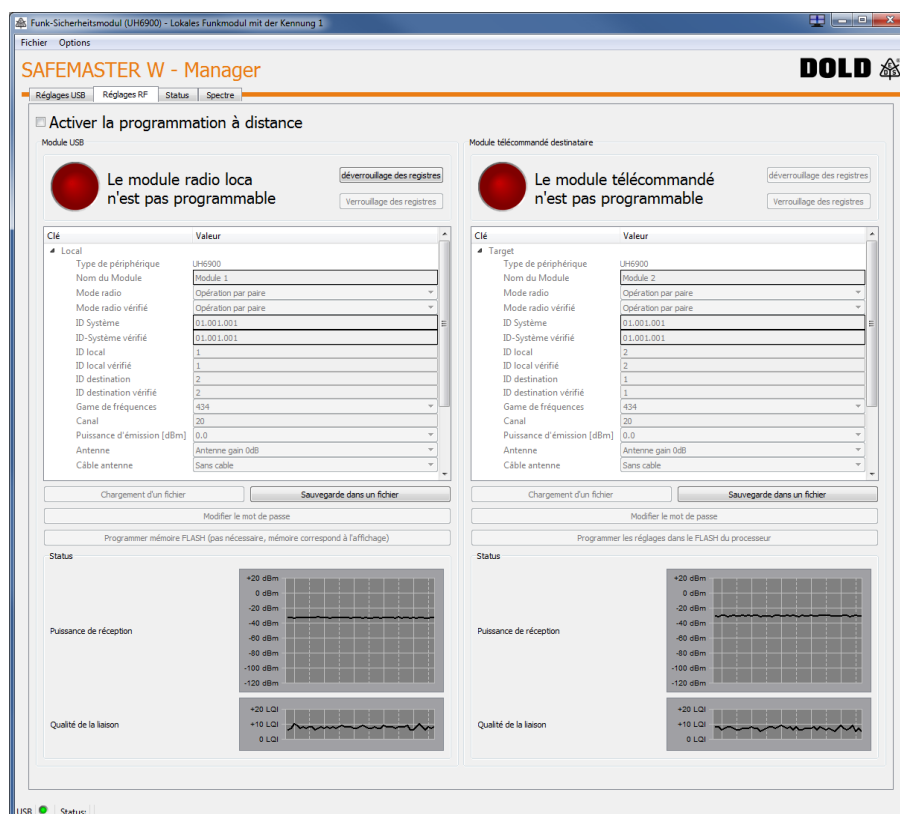 Funk-Sicherheitsmodul (UH6900) - Lokales Funkmodul mit der Kennung 1
Fichier Options
SAFEMASTER W - Manager
DOLD
Réglages USB Réglages RF Status Spectre
Activer la programmation à distance
Module USB
Le module radio loca
n'est pas programmable
déverrouillage des registres
Verrouillage des registres
Clé Valeur
Local
Type de périphérique UH6900
Nom du Module Module 1
Mode radio Opération par paire
Mode radio vérifié Opération par paire
ID Système 01.001.001
ID-Système vérifié 01.001.001
ID local 1
ID local vérifié 1
ID destination 2
ID destination vérifié 2
Game de fréquences 434
Canal 20
Puissance d'émission [dBm] 0.0
Antenne Antenne gain 0dB
Câble antenne Sans cable
Chargement d'un fichier Sauvegarde dans un fichier
Modifier le mot de passe
Programmer mémoire FLASH (pas nécessaire, mémoire correspond à l'affichage)
Status
Puissance de réception
+20 dBm
0 dBm
-20 dBm
-40 dBm
-60 dBm
-80 dBm
-100 dBm
-120 dBm
Qualité de la liaison
+20 LQI
+10 LQI
0 LQI
Module télécommandé destinataire
Le module télécommandé
n'est pas programmable
déverrouillage des registres
Verrouillage des registres
Clé Valeur
Target
Type de périphérique UH6900
Nom du Module Module 2
Mode radio Opération par paire
Mode radio vérifié Opération par paire
ID Système 01.001.001
ID-Système vérifié 01.001.001
ID local 2
ID local vérifié 2
ID destination 1
ID destination vérifié 1
Game de fréquences 434
Canal 20
Puissance d'émission [dBm] 0.0
Antenne Antenne gain 0dB
Câble antenne Sans cable
Chargement d'un fichier Sauvegarde dans un fichier
Modifier le mot de passe
Programmer les réglages dans le FLASH du processeur
Status
Puissance de réception
+20 dBm
0 dBm
-20 dBm
-40 dBm
-60 dBm
-80 dBm
-100 dBm
-120 dBm
Qualité de la liaison
+20 LQI
+10 LQI
0 LQI
USB Status: